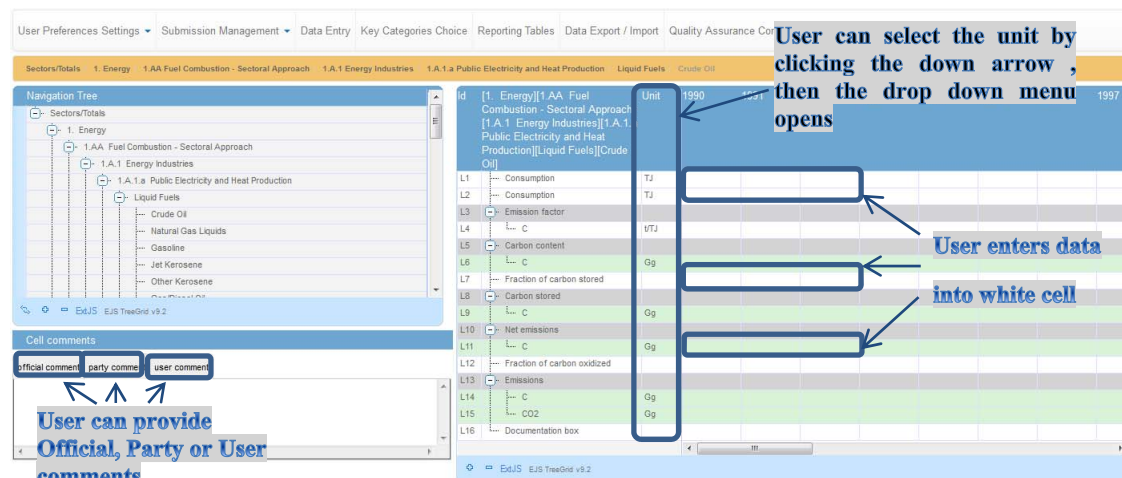 User Preferences Settings Submission Management Data Entry Key Categories Choice Reporting Tables Data Export / Import Quality Assurance
User can select the unit by
clicking the down arrow ,
then the drop down menu
opens
Sectors/Totals 1. Energy 1.AA Fuel Combustion - Sectoral Approach 1.A.1 Energy Industries 1.A.1.a Public Electricity and Heat Production Liquid Fuels Crude Oil
Navigation Tree
Sectors/Totals
1. Energy
1.AA Fuel Combustion - Sectoral Approach
1.A.1 Energy Industries
1.A.1.a Public Electricity and Heat Production
Liquid Fuels
Crude Oil
Natural Gas Liquids
Gasoline
Jet Kerosene
Other Kerosene
ExtJS EJS TreeGrid v9.2
Cell comments
official comment party comment user comment
User can provide
Official, Party or User
comments
Id [1. Energy][1.AA Fuel Unit 1990 1991 1997
Combustion - Sectoral Approach
[1.A.1 Energy Industries][1.A.1.
Public Electricity and Heat
Production][Liquid Fuels][Crude
Oil]
L1 Consumption TJ
L2 Consumption TJ
L3 Emission factor
L4 C t/TJ
L5 Carbon content
L6 C Gg
L7 Fraction of carbon stored
L8 Carbon stored
L9 C Gg
L10 Net emissions
L11 C Gg
L12 Fraction of carbon oxidized
L13 Emissions
L14 C Gg
L15 CO2 Gg
L16 Documentation box
User enters data
into white cell
ExtJS EJS TreeGrid v9.2